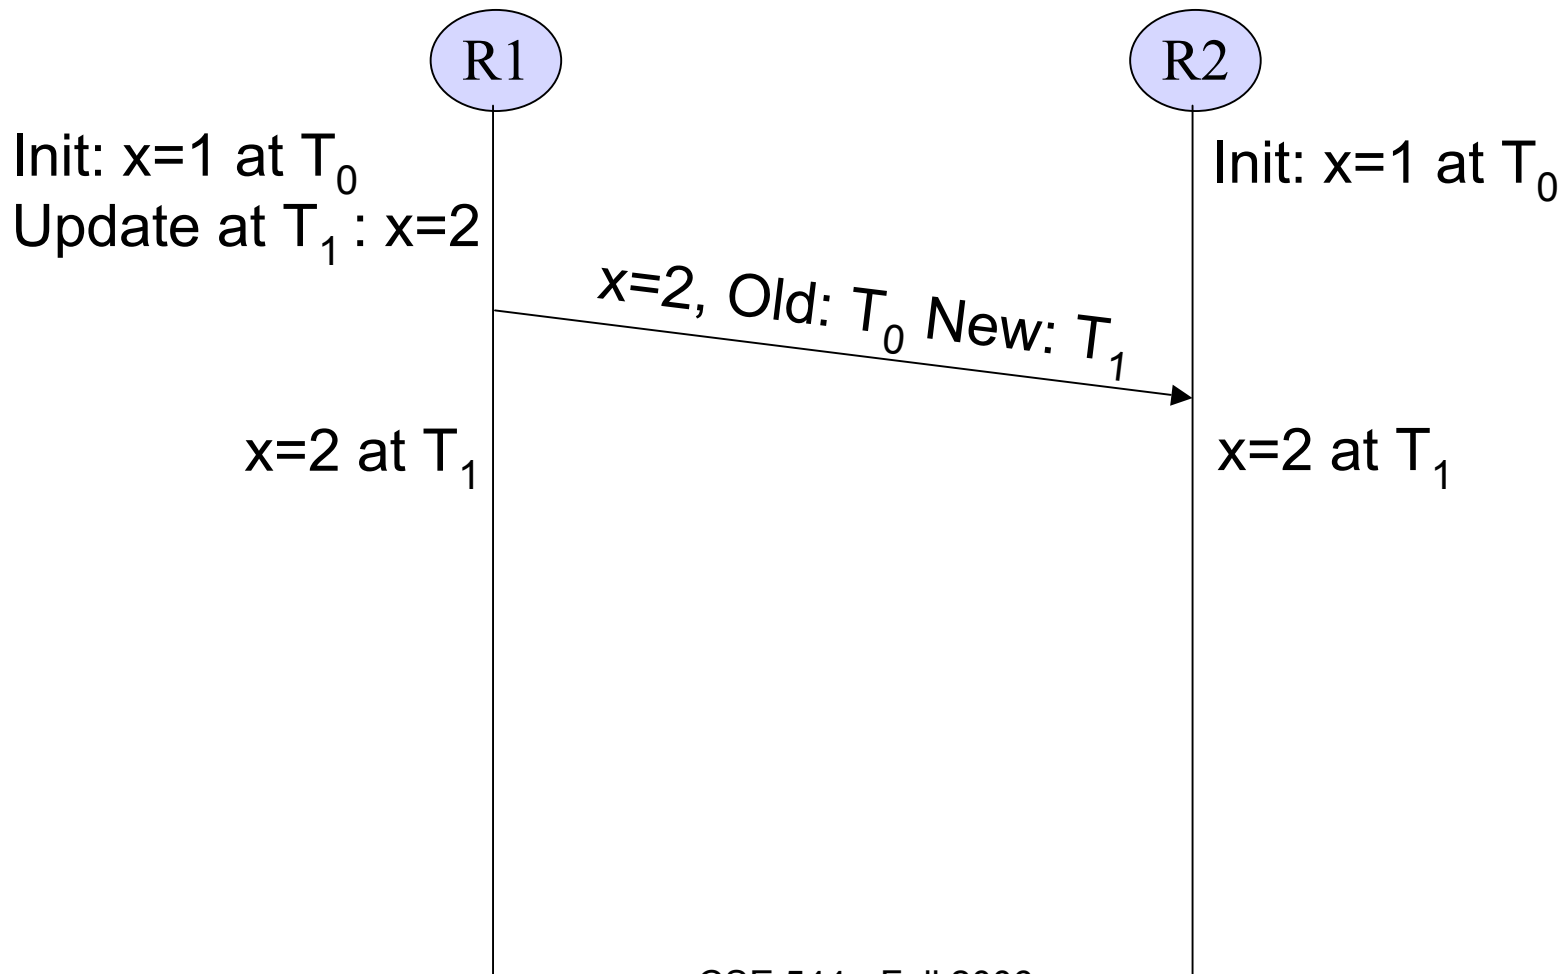 R1
R2
Init: x=1 at T₀
Update at T₁ : x=2
Init: x=1 at T₀
x=2, Old: T₀ New: T₁
x=2 at T₁
x=2 at T₁